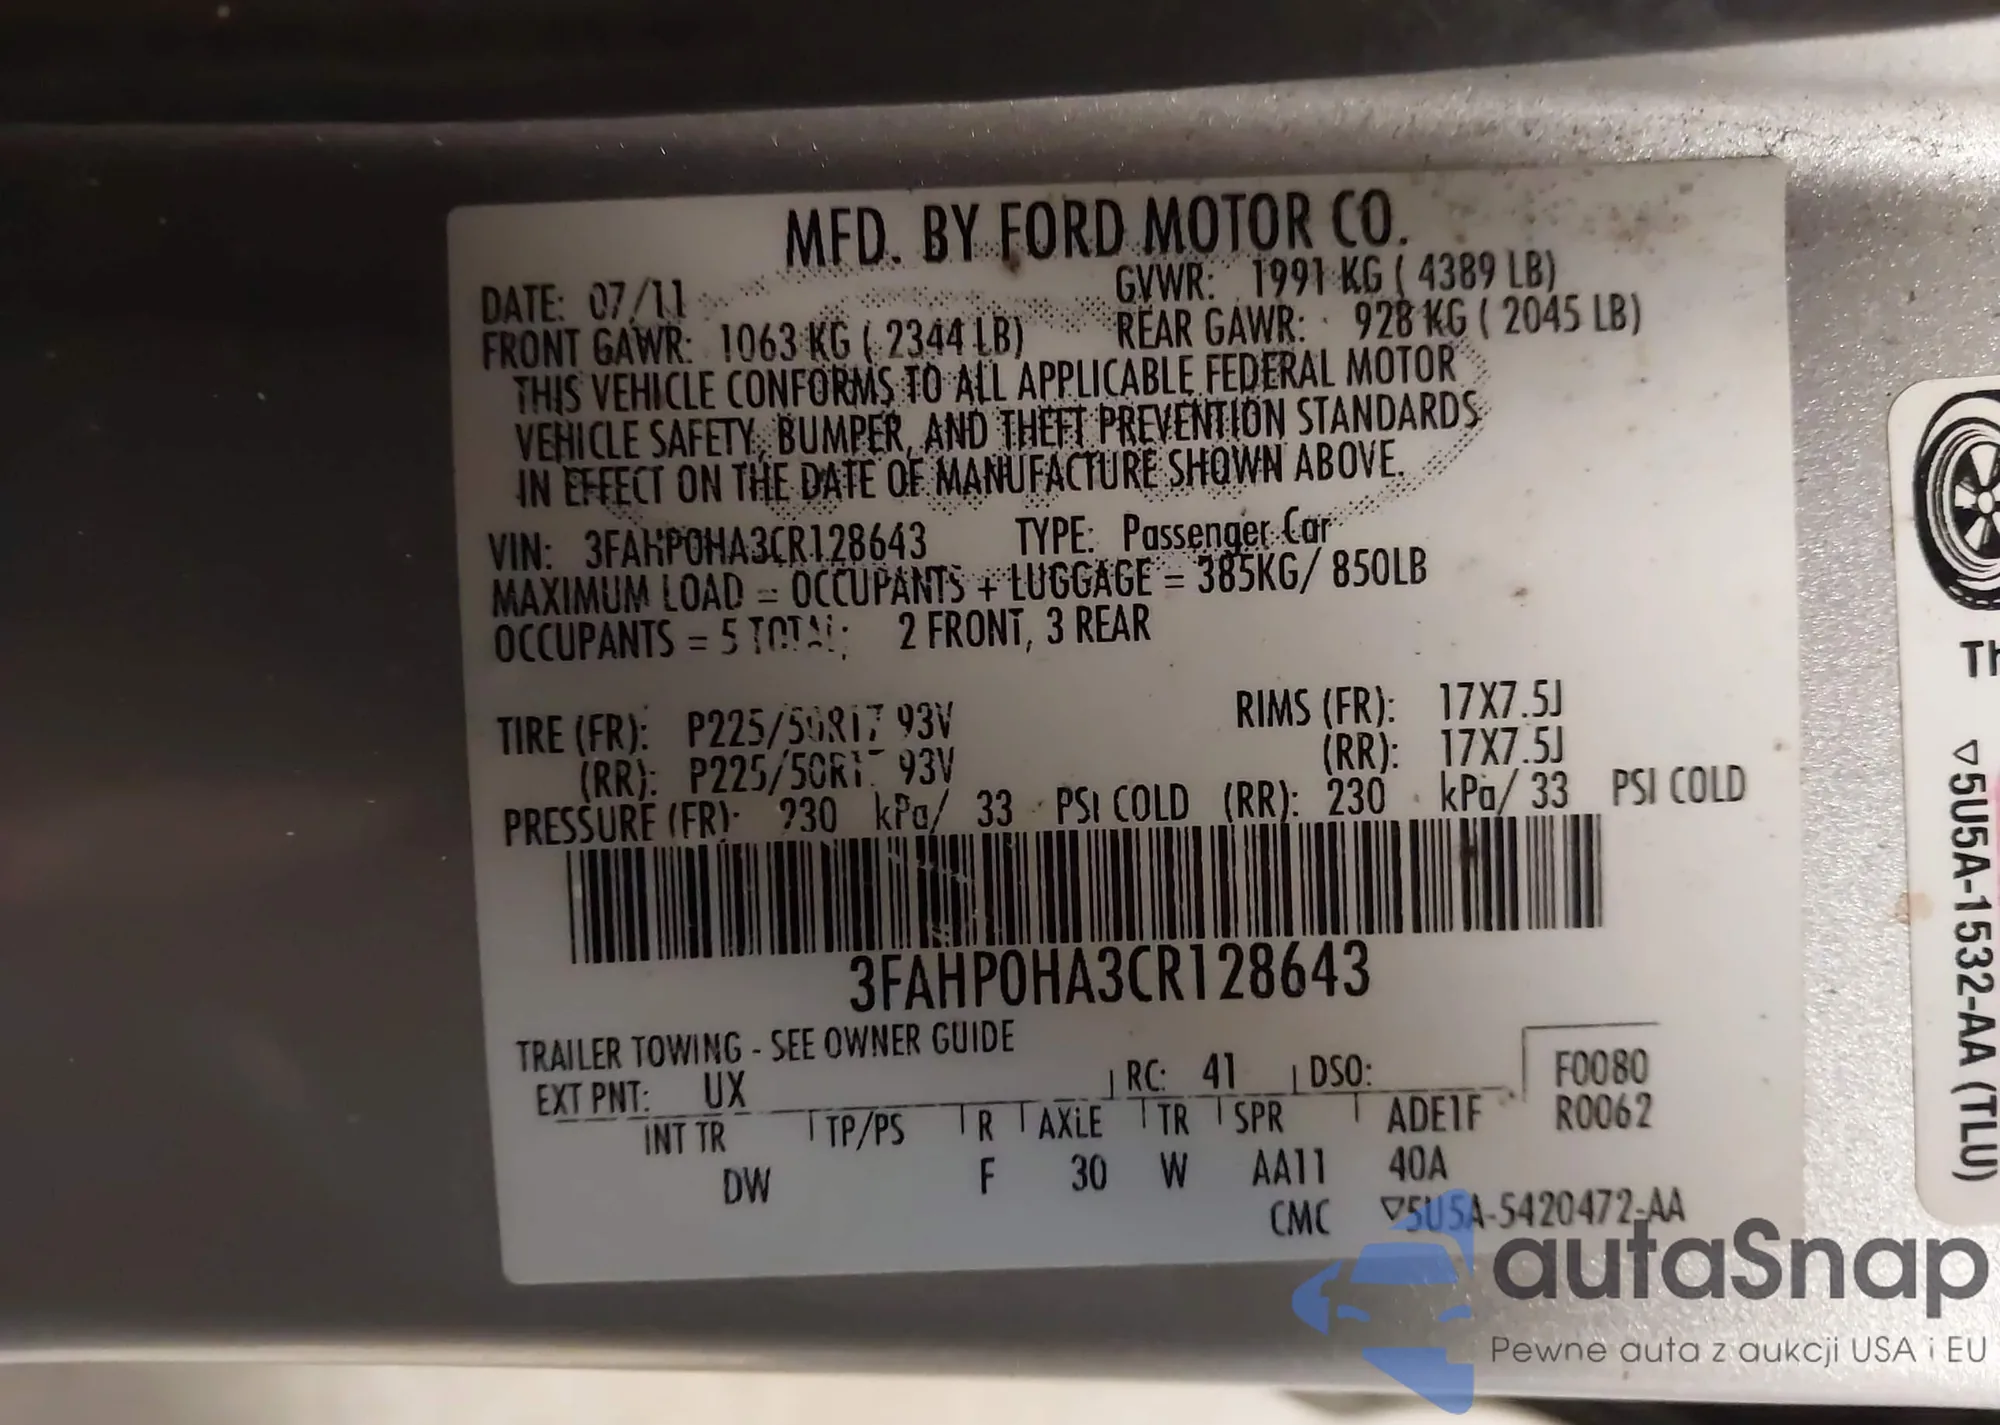 MFD. BY FORD MOTOR CO.
DATE: 07/11 GVWR: 1991 KG ( 4389 LB)
FRONT GAWR: 1063 KG ( 2344 LB) REAR GAWR: 928 KG ( 2045 LB)
THIS VEHICLE CONFORMS TO ALL APPLICABLE FEDERAL MOTOR
VEHICLE SAFETY, BUMPER, AND THEFT PREVENTION STANDARDS
IN EFFECT ON THE DATE OF MANUFACTURE SHOWN ABOVE.
VIN: 3FAHP0HA3CR128643 TYPE: Passenger Car
MAXIMUM LOAD = OCCUPANTS + LUGGAGE = 385KG/ 850LB
OCCUPANTS = 5 TOTAL: 2 FRONT, 3 REAR
TIRE (FR): P225/50R17 93V RIMS (FR): 17X7.5J
(RR): P225/50R17 93V (RR): 17X7.5J
PRESSURE (FR): 230 kPa/ 33 PSI COLD (RR): 230 kPa/ 33 PSI COLD
3FAHP0HA3CR128643
TRAILER TOWING - SEE OWNER GUIDE
EXT PNT: UX RC: 41 DSO: F0080
INT TR TP/PS R AXLE TR SPR ADE1F R0062
DW F 30 W AA11 40A
CMC ▽5U5A-5420472-AA
▽5U5A-1532-AA (TLU)
autaSnap
Pewne auta z aukcji USA i EU